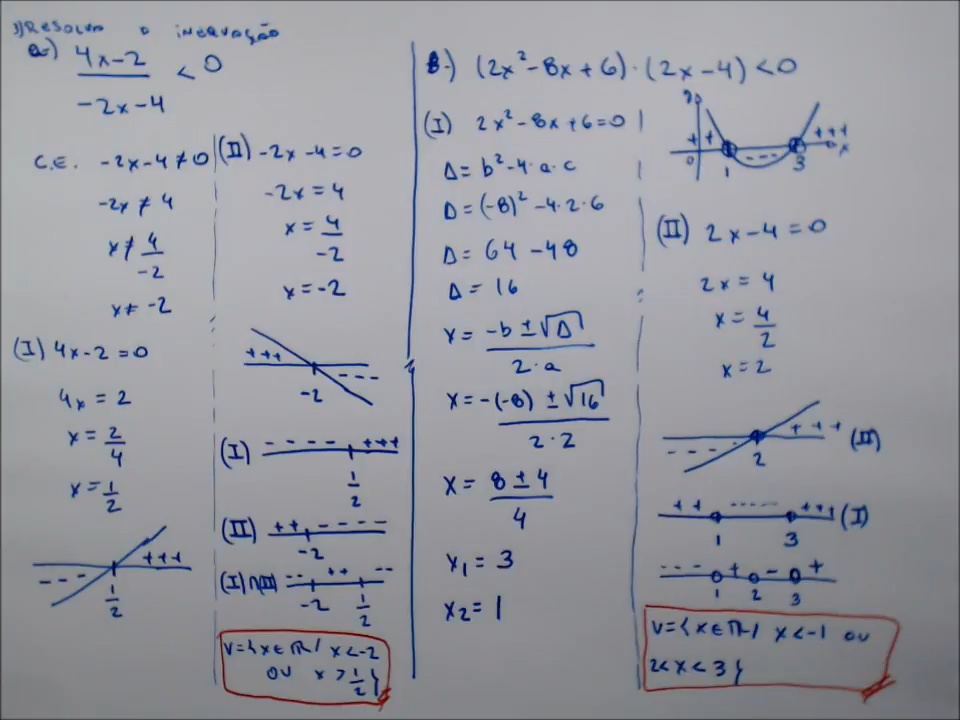 1) RESOLVA O INEQUAÇÃO
a-) 4x-2 / -2x-4 < 0
C.E. -2x-4 ≠ 0
-2x ≠ 4
x ≠ 4/-2
x ≠ -2
(I) 4x-2 = 0
4x = 2
x = 2/4
x = 1/2
- - - + + +
1/2
(II) -2x-4 = 0
-2x = 4
x = 4/-2
x = -2
+ + + - - -
-2
(I) - - - - + + +
1/2
(II) + + - - - -
-2
(I)∩(II) - - + + - -
-2 1/2
V = {x ∈ ℝ / x < -2
OU x > 1/2}
B-) (2x²-8x+6)·(2x-4) < 0
(I) 2x²-8x+6 = 0
Δ = b²-4·a·c
Δ = (-8)²-4·2·6
Δ = 64-48
Δ = 16
x = -b ± √Δ / 2·a
x = -(-8) ± √16 / 2·2
x = 8 ± 4 / 4
x₁ = 3
x₂ = 1
y
+ + - - - + + +
0 1 3 x
(II) 2x-4 = 0
2x = 4
x = 4/2
x = 2
- - - + + + (II)
2
+ + - - - - - + + + (I)
1 3
- - - - + - +
1 2 3
V = {x ∈ ℝ / x < -1 OU
2 < x < 3}